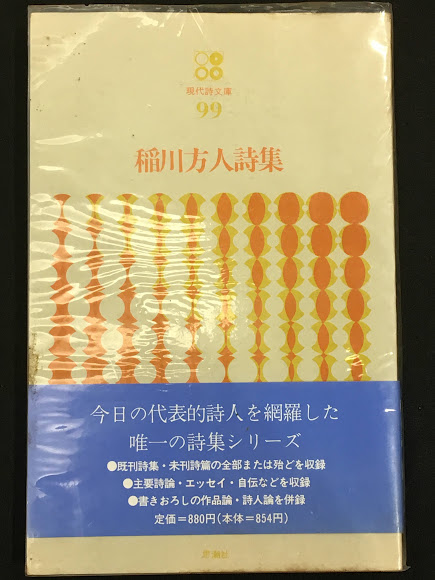 現代詩文庫
99
稲川方人詩集
今日の代表的詩人を網羅した
唯一の詩集シリーズ
●既刊詩集・未刊詩篇の全部または殆どを収録
●主要詩論・エッセイ・自伝などを収録
●書きおろしの作品論・詩人論を併録
定価=880円(本体=854円)
思潮社